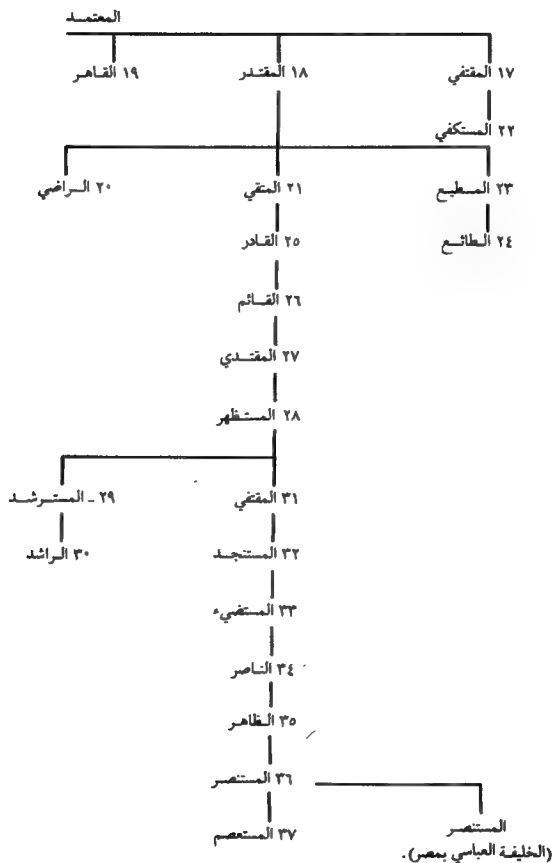 المعتمد
١٧ المقتفي ١٨ المقتدر ١٩ القاهر
٢٢ المستكفي
٢٣ المطيع ٢١ المتقي ٢٠ الراضي
٢٤ الطائع
٢٥ القادر
٢٦ القائم
٢٧ المقتدي
٢٨ المستظهر
٣١ المقتفي ٢٩ - المسترشد
٣٢ المستنجد ٣٠ الراشد
٣٣ المستضيء
٣٤ الناصر
٣٥ الظاهر
٣٦ المستنصر
المستنصر
٣٧ المستعصم
(الخليفة العباسي بمصر).